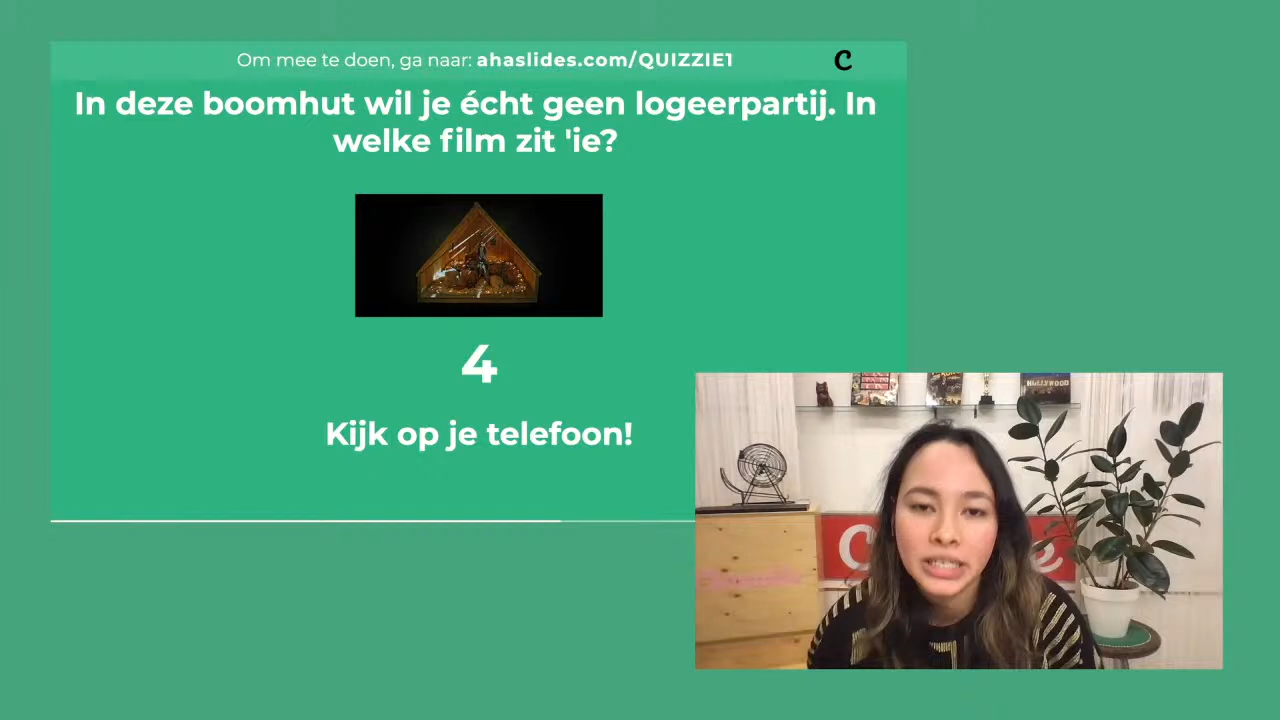 Om mee te doen, ga naar: ahaslides.com/QUIZZIE1
C
In deze boomhut wil je écht geen logeerpartij. In
welke film zit 'ie?
4
Kijk op je telefoon!